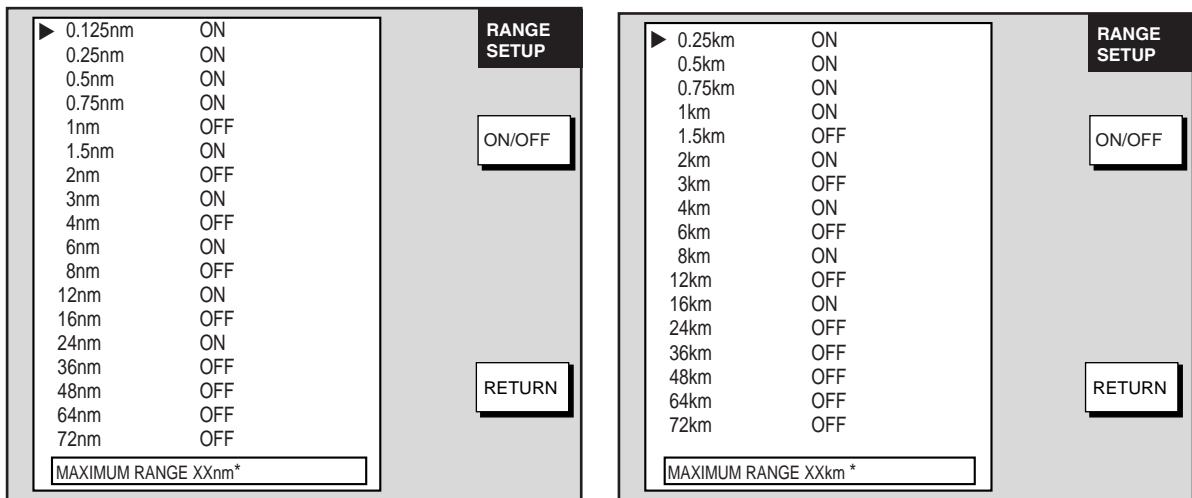 0.125nm ON
0.25nm ON
0.5nm ON
0.75nm ON
1nm OFF
1.5nm ON
2nm OFF
3nm ON
4nm OFF
6nm ON
8nm OFF
12nm ON
16nm OFF
24nm ON
36nm OFF
48nm OFF
64nm OFF
72nm OFF
MAXIMUM RANGE XXnm*
RANGE
SETUP
ON/OFF
RETURN
0.25km ON
0.5km ON
0.75km ON
1km ON
1.5km OFF
2km ON
3km OFF
4km ON
6km OFF
8km ON
12km OFF
16km ON
24km OFF
36km OFF
48km OFF
64km OFF
72km OFF
MAXIMUM RANGE XXkm *
RANGE
SETUP
ON/OFF
RETURN